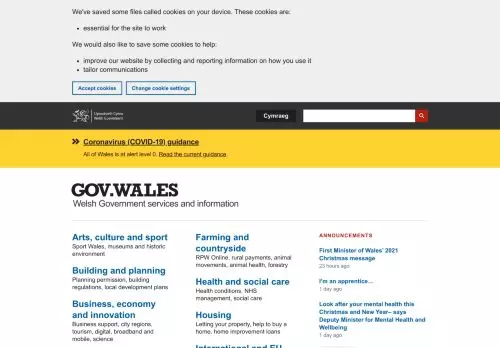 We've saved some files called cookies on your device. These cookies are:
essential for the site to work
We would also like to save some cookies to help:
improve our website by collecting and reporting information on how you use it
tailor communications
Accept cookies
Change cookie settings
Llywodraeth Cymru
Welsh Government
Cymraeg
Coronavirus (COVID-19) guidance
All of Wales is at alert level 0. Read the current guidance.
GOV.WALES
Welsh Government services and information
Arts, culture and sport
Sport Wales, museums and historic
environment
Building and planning
Planning permission, building
regulations, local development plans
Business, economy
and innovation
Business support, city regions,
tourism, digital, broadband and
mobile, science
Farming and
countryside
RPW Online, rural payments, animal
movements, animal health, forestry
Health and social care
Health conditions, NHS
management, social care
Housing
Letting your property, help to buy a
home, home improvement loans
International and EU
ANNOUNCEMENTS
First Minister of Wales' 2021
Christmas message
23 hours ago
I'm an apprentice…
1 day ago
Look after your mental health this
Christmas and New Year– says
Deputy Minister for Mental Health and
Wellbeing
1 day ago